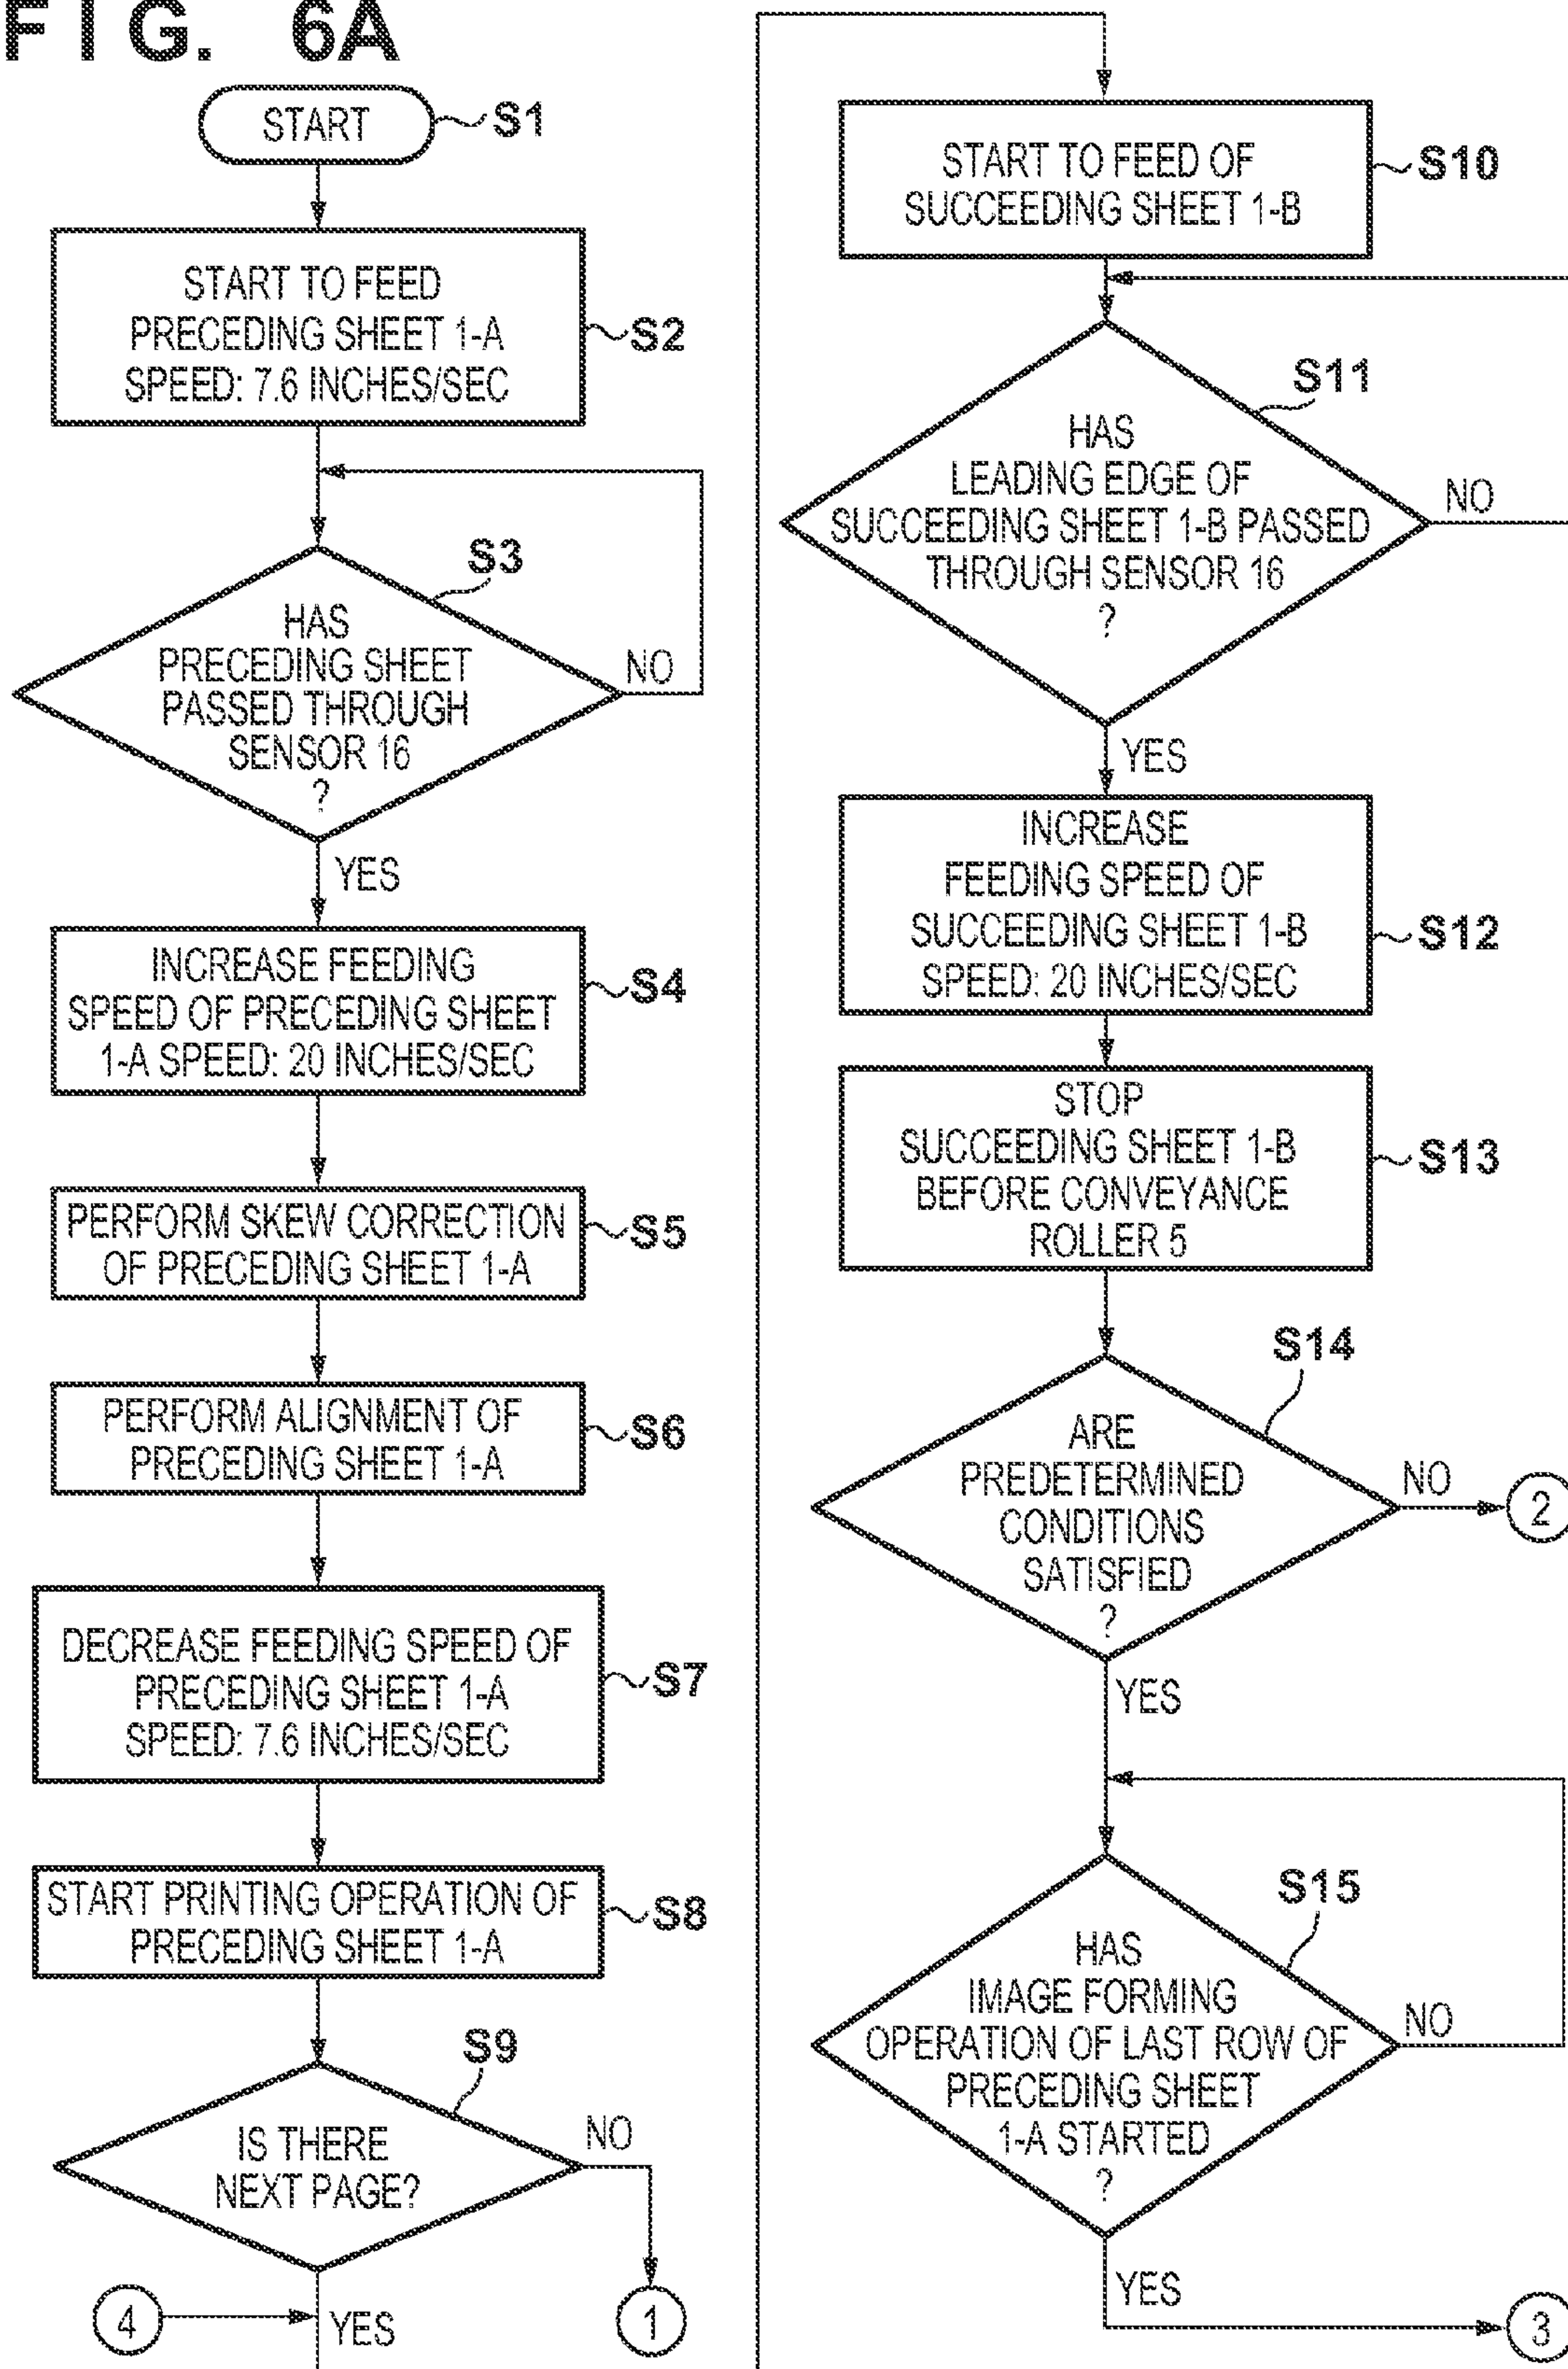 FIG. 6A
START
S1
START TO FEED
PRECEDING SHEET 1-A
SPEED: 7.6 INCHES/SEC
S2
S3
HAS
PRECEDING SHEET
PASSED THROUGH
SENSOR 16
?
NO
YES
INCREASE FEEDING
SPEED OF PRECEDING SHEET
1-A SPEED: 20 INCHES/SEC
S4
PERFORM SKEW CORRECTION
OF PRECEDING SHEET 1-A
S5
PERFORM ALIGNMENT OF
PRECEDING SHEET 1-A
S6
DECREASE FEEDING SPEED OF
PRECEDING SHEET 1-A
SPEED: 7.6 INCHES/SEC
S7
START PRINTING OPERATION OF
PRECEDING SHEET 1-A
S8
S9
IS THERE
NEXT PAGE?
NO
4
YES
1
START TO FEED OF
SUCCEEDING SHEET 1-B
S10
S11
HAS
LEADING EDGE OF
SUCCEEDING SHEET 1-B PASSED
THROUGH SENSOR 16
?
NO
YES
INCREASE
FEEDING SPEED OF
SUCCEEDING SHEET 1-B
SPEED: 20 INCHES/SEC
S12
STOP
SUCCEEDING SHEET 1-B
BEFORE CONVEYANCE
ROLLER 5
S13
S14
ARE
PREDETERMINED
CONDITIONS
SATISFIED
?
NO
2
YES
S15
HAS
IMAGE FORMING
OPERATION OF LAST ROW OF
PRECEDING SHEET
1-A STARTED
?
NO
YES
3